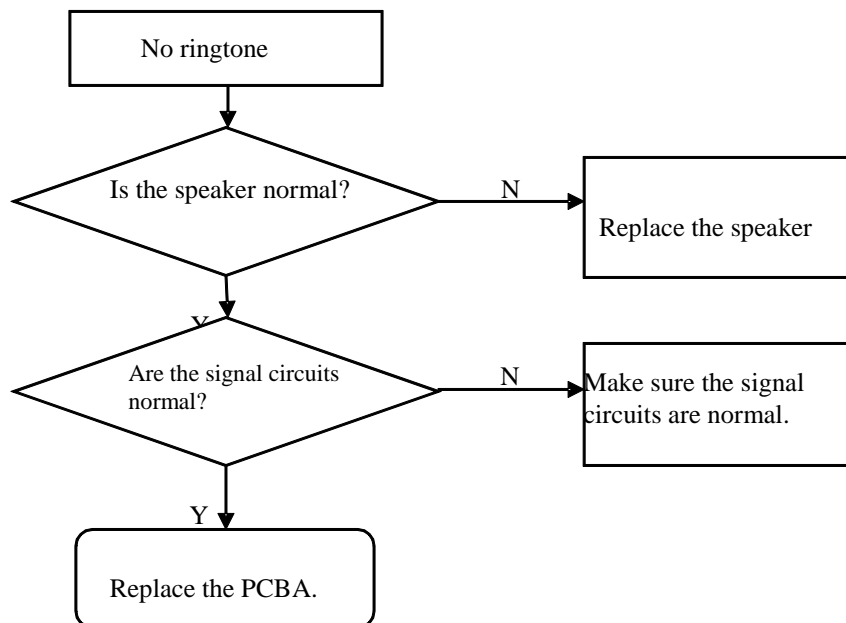 No ringtone
Is the speaker normal?
N
Replace the speaker
Y
Are the signal circuits
normal?
N
Make sure the signal
circuits are normal.
Y
Replace the PCBA.